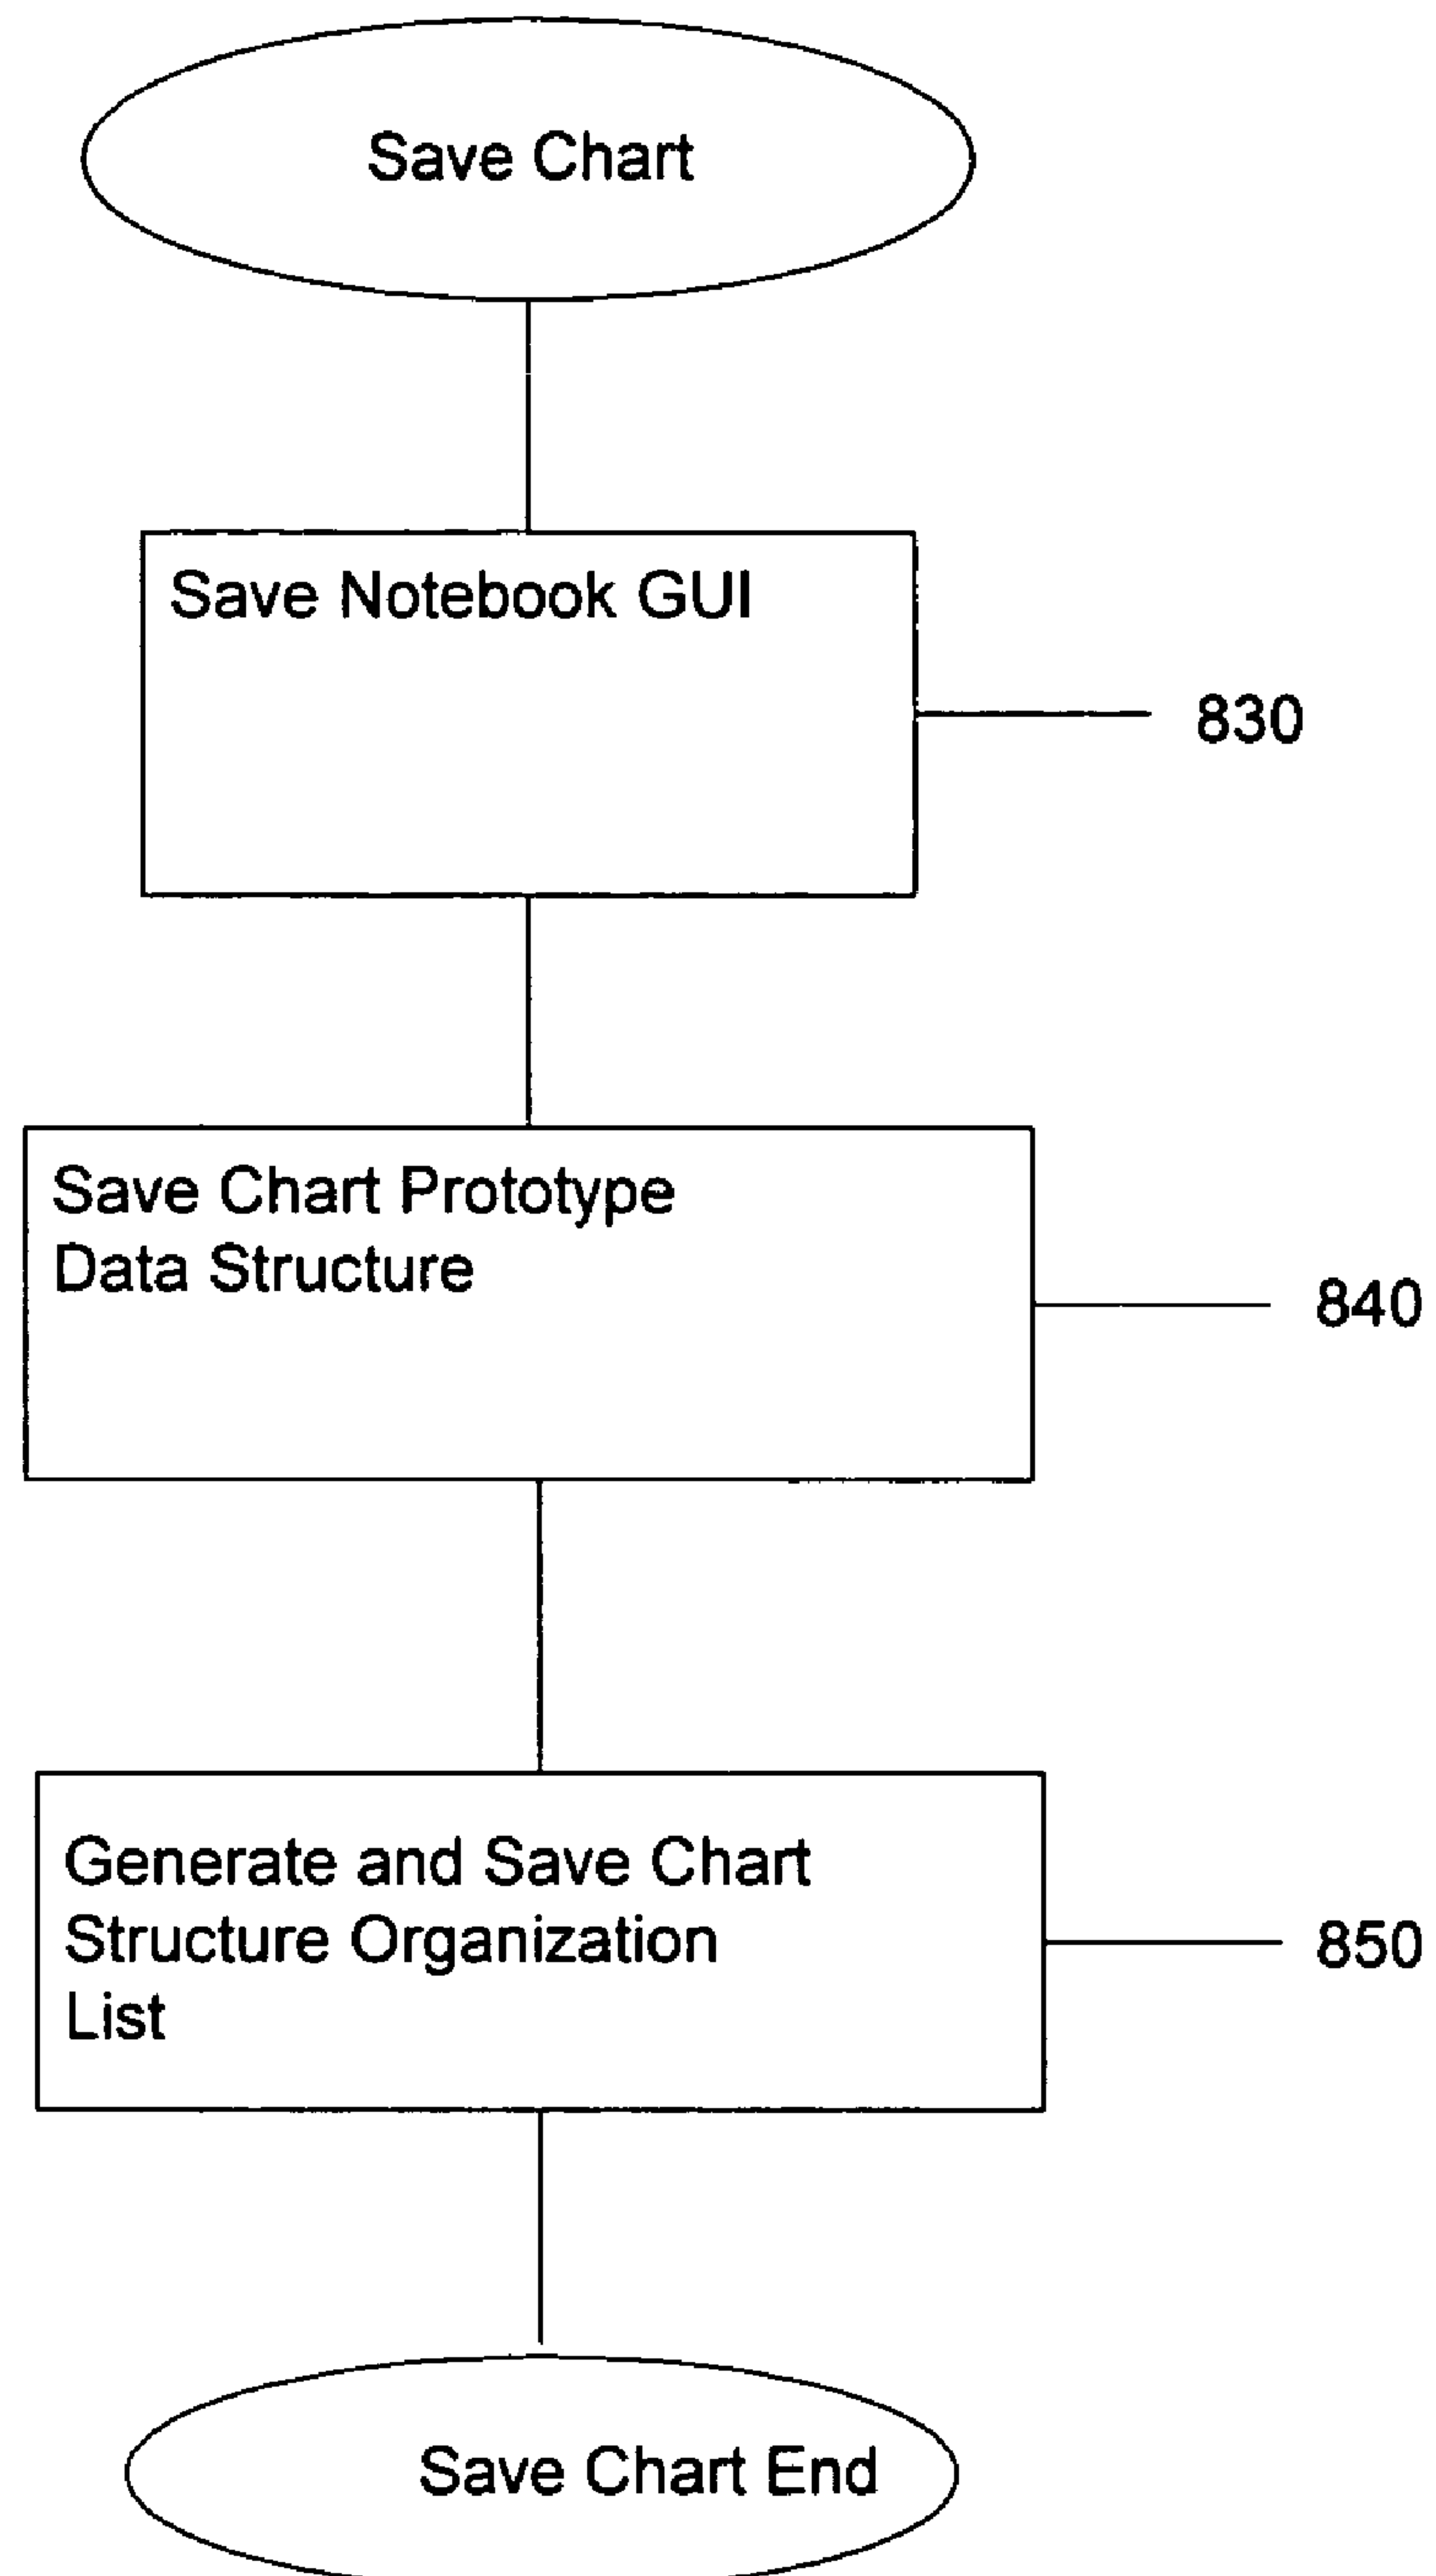 Save Chart
Save Notebook GUI
830
Save Chart Prototype
Data Structure
840
Generate and Save Chart
Structure Organization
List
850
Save Chart End